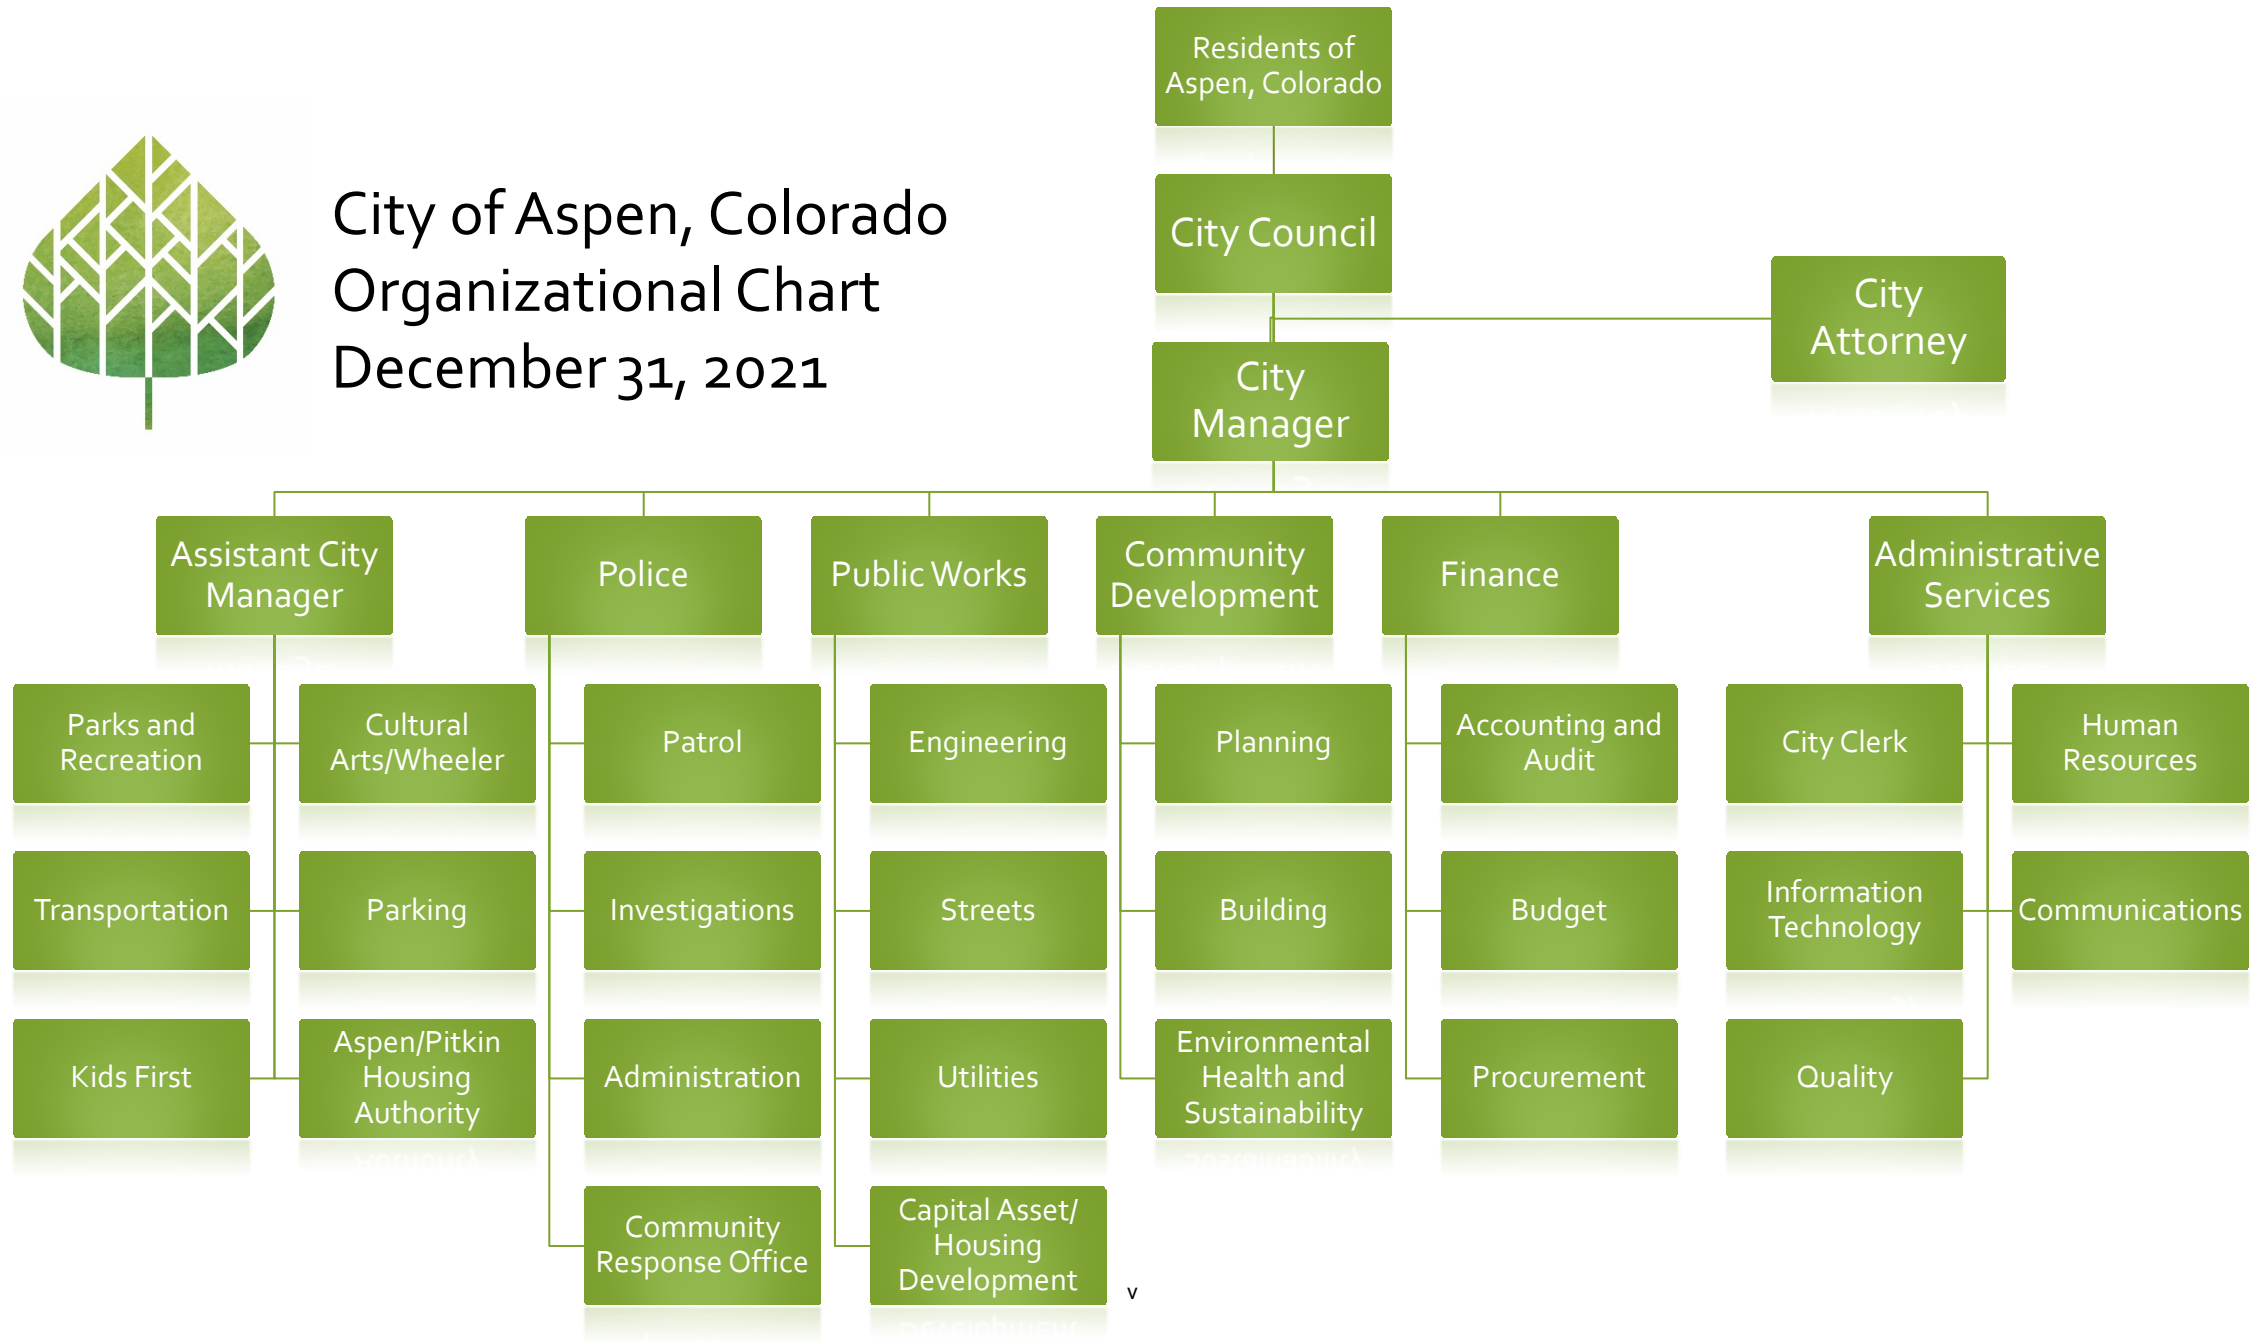 Residents of
Aspen, Colorado
City of Aspen, Colorado
Organizational Chart
December 31, 2021
City Council
City
Attorney
City
Manager
Assistant City
Manager
Police
Public Works
Community
Development
Finance
Administrative
Services
Parks and
Recreation
Cultural
Arts/Wheeler
Patrol
Engineering
Planning
Accounting and
Audit
City Clerk
Human
Resources
Transportation
Parking
Investigations
Streets
Building
Budget
Information
Technology
Communications
Kids First
Aspen/Pitkin
Housing
Authority
Administration
Utilities
Environmental
Health and
Sustainability
Procurement
Quality
Community
Response Office
Capital Asset/
Housing
Development
v